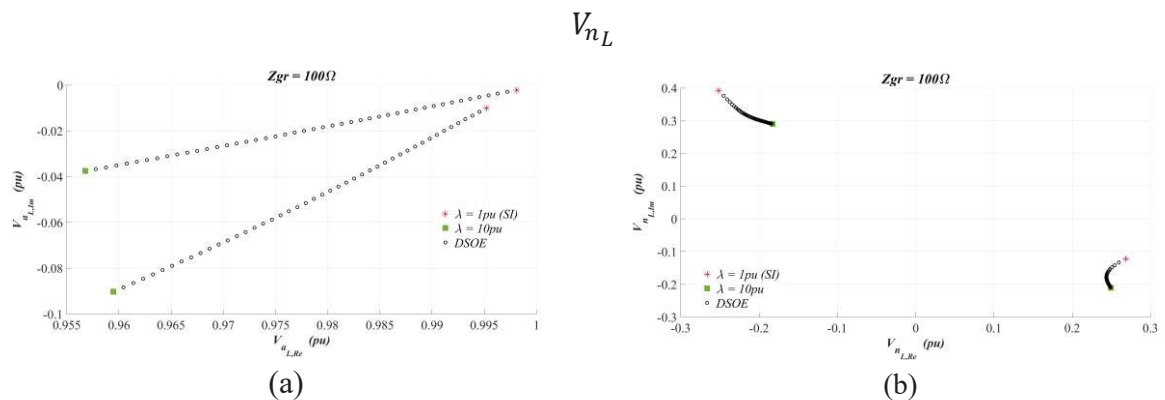 V_{n_L}
Zgr = 100Ω
0
-0.02
-0.04
-0.06
-0.08
-0.1
V_{a_{L,Im}} (pu)
λ = 1pu (SI)
λ = 10pu
DSOE
0.955 0.96 0.965 0.97 0.975 0.98 0.985 0.99 0.995 1
V_{a_{L,Re}} (pu)
(a)
Zgr = 100Ω
0.4
0.3
0.2
0.1
0
-0.1
-0.2
-0.3
V_{n_{L,Im}} (pu)
λ = 1pu (SI)
λ = 10pu
DSOE
-0.3 -0.2 -0.1 0 0.1 0.2 0.3
V_{n_{L,Re}} (pu)
(b)